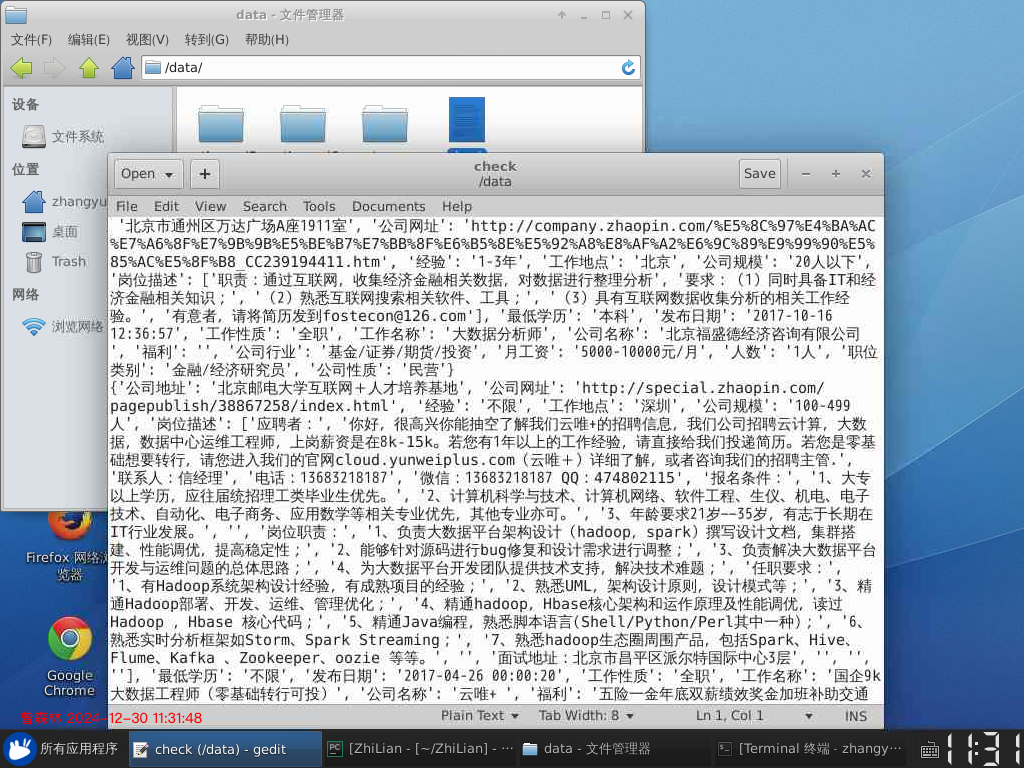 data - 文件管理器
文件(F) 编辑(E) 视图(V) 转到(G) 帮助(H)
/data/
设备
文件系统
位置
zhangyu
桌面
Trash
网络
浏览网络
Open
+
check
/data
Save
File Edit View Search Tools Documents Help
'北京市通州区万达广场A座1911室', '公司网址': 'http://company.zhaopin.com/%E5%8C%97%E4%BA%AC
%E7%A6%8F%E7%9B%9B%E5%BE%B7%E7%BB%8F%E6%B5%8E%E5%92%A8%E8%AF%A2%E6%9C%89%E9%99%90%E5%
85%AC%E5%8F%B8_CC239194411.htm', '经验': '1-3年', '工作地点': '北京', '公司规模': '20人以下',
'岗位描述': ['职责：通过互联网，收集经济金融相关数据，对数据进行整理分析', '要求：（1）同时具备IT和经
济金融相关知识；', '（2）熟悉互联网搜索相关软件、工具；', '（3）具有互联网数据收集分析的相关工作经
验。', '有意者，请将简历发到fostecon@126.com'], '最低学历': '本科', '发布日期': '2017-10-16
12:36:57', '工作性质': '全职', '工作名称': '大数据分析师', '公司名称': '北京福盛德经济咨询有限公司
', '福利': '', '公司行业': '基金/证券/期货/投资', '月工资': '5000-10000元/月', '人数': '1人', '职位
类别': '金融/经济研究员', '公司性质': '民营'}
{'公司地址': '北京邮电大学互联网＋人才培养基地', '公司网址': 'http://special.zhaopin.com/
pagepublish/38867258/index.html', '经验': '不限', '工作地点': '深圳', '公司规模': '100-499
人', '岗位描述': ['应聘者：', '你好，很高兴你能抽空了解我们云唯+的招聘信息，我们公司招聘云计算，大数
据，数据中心运维工程师，上岗薪资是在8k-15k。若您有1年以上的工作经验，请直接给我们投递简历。若您是零基
础想要转行，请您进入我们的官网cloud.yunweiplus.com（云唯＋）详细了解，或者咨询我们的招聘主管.',
'联系人：信经理', '电话：13683218187', '微信：13683218187 QQ：474802115', '报名条件：', '1、大专
以上学历，应往届统招理工类毕业生优先。', '2、计算机科学与技术、计算机网络、软件工程、生仪、机电、电子
技术、自动化、电子商务、应用数学等相关专业优先，其他专业亦可。', '3、年龄要求21岁——35岁，有志于长期在
IT行业发展。', '', '岗位职责：', '1、负责大数据平台架构设计（hadoop, spark）撰写设计文档，集群搭
建、性能调优，提高稳定性；', '2、能够针对源码进行bug修复和设计需求进行调整；', '3、负责解决大数据平台
开发与运维问题的总体思路；', '4、为大数据平台开发团队提供技术支持，解决技术难题；', '任职要求：',
'1、有Hadoop系统架构设计经验，有成熟项目的经验；', '2、熟悉UML, 架构设计原则，设计模式等；', '3、精
通Hadoop部署、开发、运维、管理优化；', '4、精通hadoop, Hbase核心架构和运作原理及性能调优，读过
Hadoop , Hbase 核心代码；', '5、精通Java编程，熟悉脚本语言(Shell/Python/Perl其中一种)；', '6、
熟悉实时分析框架如Storm、Spark Streaming；', '7、熟悉hadoop生态圈周围产品，包括Spark、Hive、
Flume、Kafka 、Zookeeper、oozie 等等。', '', '面试地址：北京市昌平区派尔特国际中心3层', '', '',
''], '最低学历': '不限', '发布日期': '2017-04-26 00:00:20', '工作性质': '全职', '工作名称': '国企9k
大数据工程师（零基础转行可投）', '公司名称': '云唯+ ', '福利': '五险一金年底双薪绩效奖金加班补助交通
Plain Text Tab Width: 8 Ln 1, Col 1 INS
Firefox 网络浏
览器
Google
Chrome
2024-12-30 11:31:48
所有应用程序
check (/data) - gedit
[ZhiLian - [~/ZhiLian] - ···
data - 文件管理器
[Terminal 终端 - zhangy···
11:31